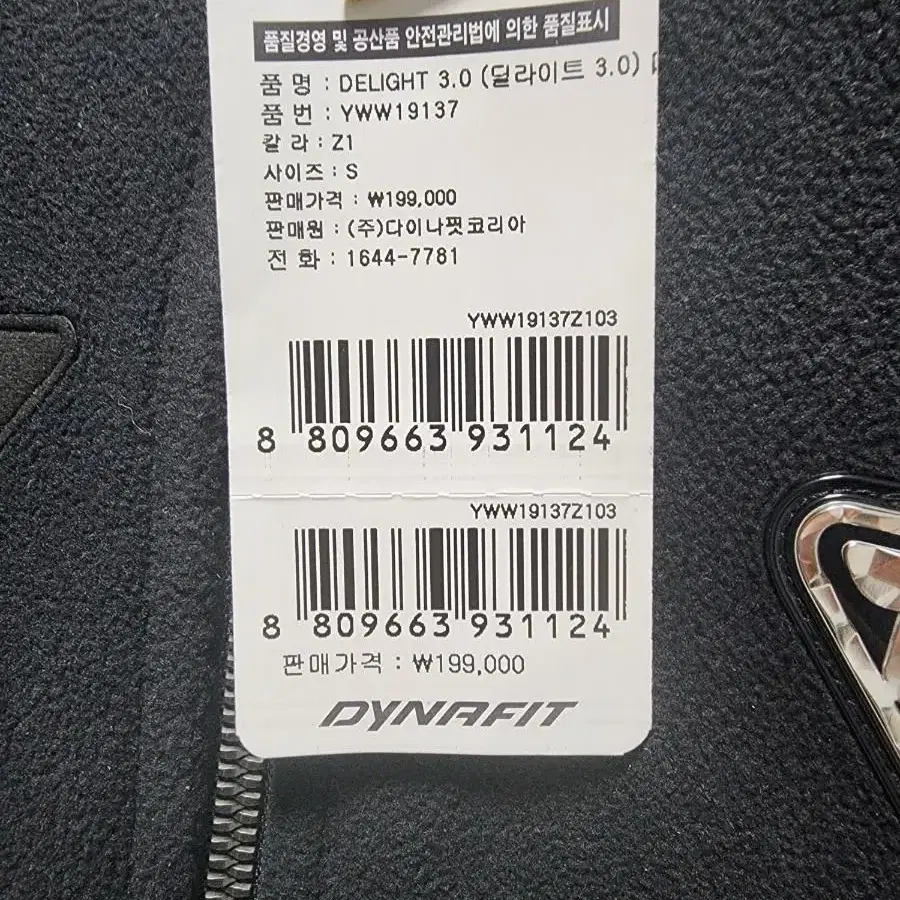 품질경영 및 공산품 안전관리법에 의한 품질표시
품 명 : DELIGHT 3.0 (딜라이트 3.0)
품 번 : YWW19137
칼 라 : Z1
사이즈 : S
판매가격 : ₩199,000
판매원 : (주)다이나핏코리아
전 화 : 1644-7781
YWW19137Z103
8 809663 931124
YWW19137Z103
8 809663 931124
판매가격 : ₩199,000
DYNAFIT